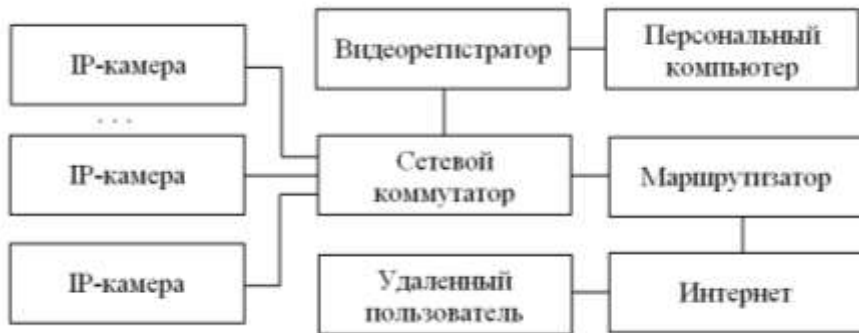 IP-камера
. . .
IP-камера
IP-камера
Видеорегистратор
Персональный
компьютер
Сетевой
коммутатор
Маршрутизатор
Удаленный
пользователь
Интернет